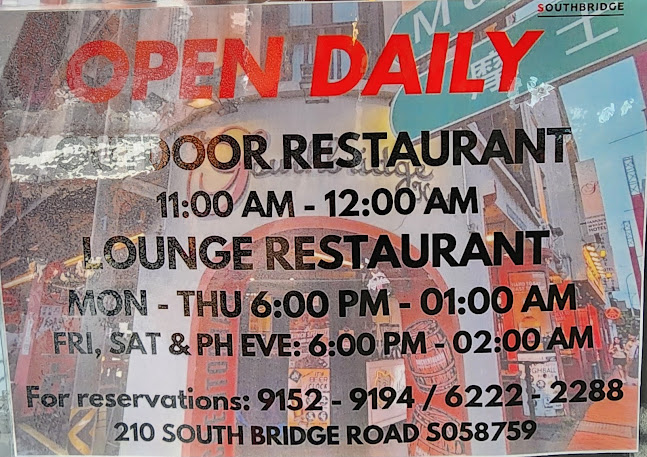 SOUTHBRIDGE
OPEN DAILY
OUTDOOR RESTAURANT
11:00 AM - 12:00 AM
LOUNGE RESTAURANT
MON - THU 6:00 PM - 01:00 AM
FRI, SAT & PH EVE: 6:00 PM - 02:00 AM
For reservations: 9152 - 9194 / 6222 - 2288
210 SOUTH BRIDGE ROAD S058759